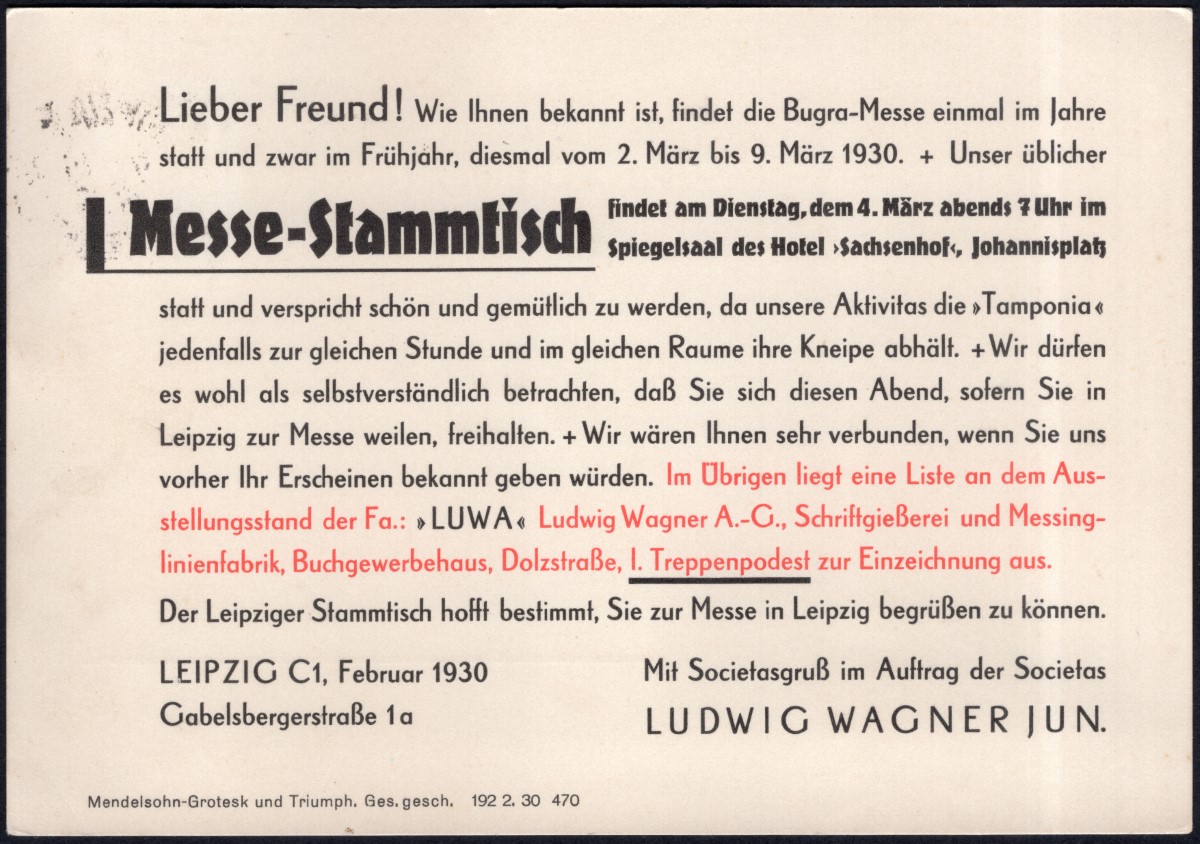 Lieber Freund! Wie Ihnen bekannt ist, findet die Bugra-Messe einmal im Jahre
statt und zwar im Frühjahr, diesmal vom 2. März bis 9. März 1930. + Unser üblicher
Messe-Stammtisch
findet am Dienstag, dem 4. März abends 7 Uhr im
Spiegelsaal des Hotel ›Sachsenhof‹, Johannisplatz
statt und verspricht schön und gemütlich zu werden, da unsere Aktivitas die »Tamponia«
jedenfalls zur gleichen Stunde und im gleichen Raume ihre Kneipe abhält. + Wir dürfen
es wohl als selbstverständlich betrachten, daß Sie sich diesen Abend, sofern Sie in
Leipzig zur Messe weilen, freihalten. + Wir wären Ihnen sehr verbunden, wenn Sie uns
vorher Ihr Erscheinen bekannt geben würden. Im Übrigen liegt eine Liste an dem Aus-
stellungsstand der Fa.: »LUWA« Ludwig Wagner A.-G., Schriftgießerei und Messing-
linienfabrik, Buchgewerbehaus, Dolzstraße, I. Treppenpodest zur Einzeichnung aus.
Der Leipziger Stammtisch hofft bestimmt, Sie zur Messe in Leipzig begrüßen zu können.
LEIPZIG C1, Februar 1930
Gabelsbergerstraße 1a
Mit Societasgruß im Auftrag der Societas
LUDWIG WAGNER JUN.
Mendelsohn-Grotesk und Triumph. Ges. gesch. 192 2. 30 470